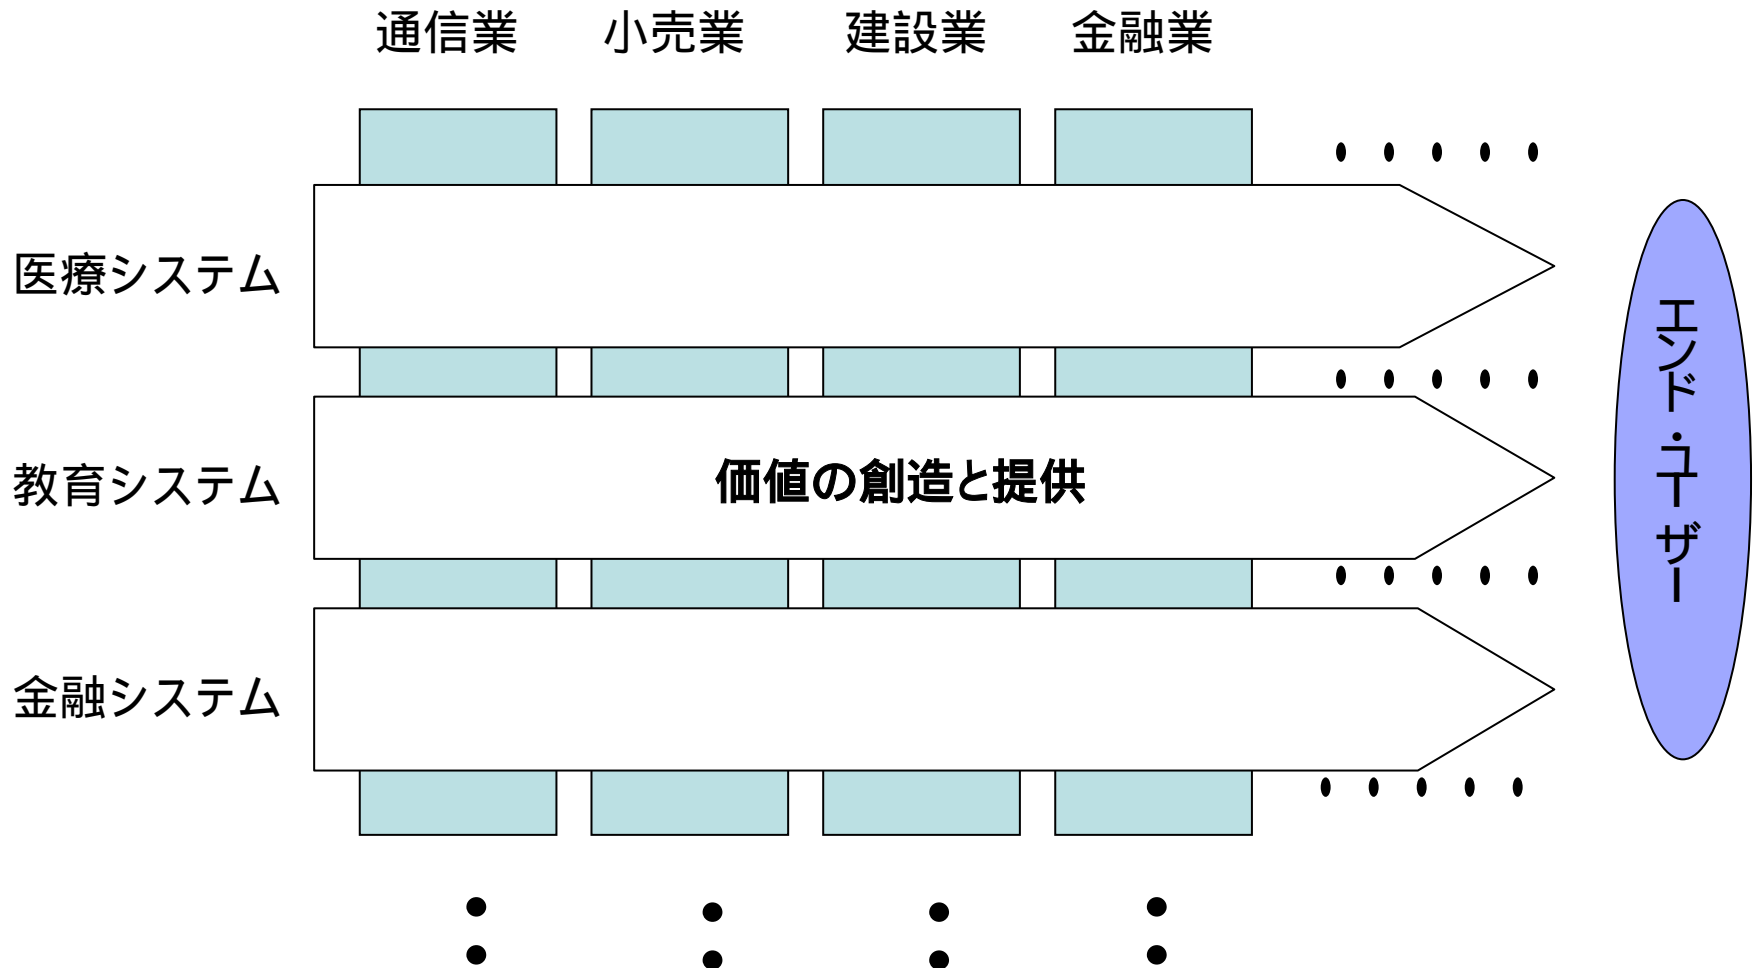 通信業 小売業 建設業 金融業
医療システム
教育システム
価値の創造と提供
金融システム
エンド・ユーザー